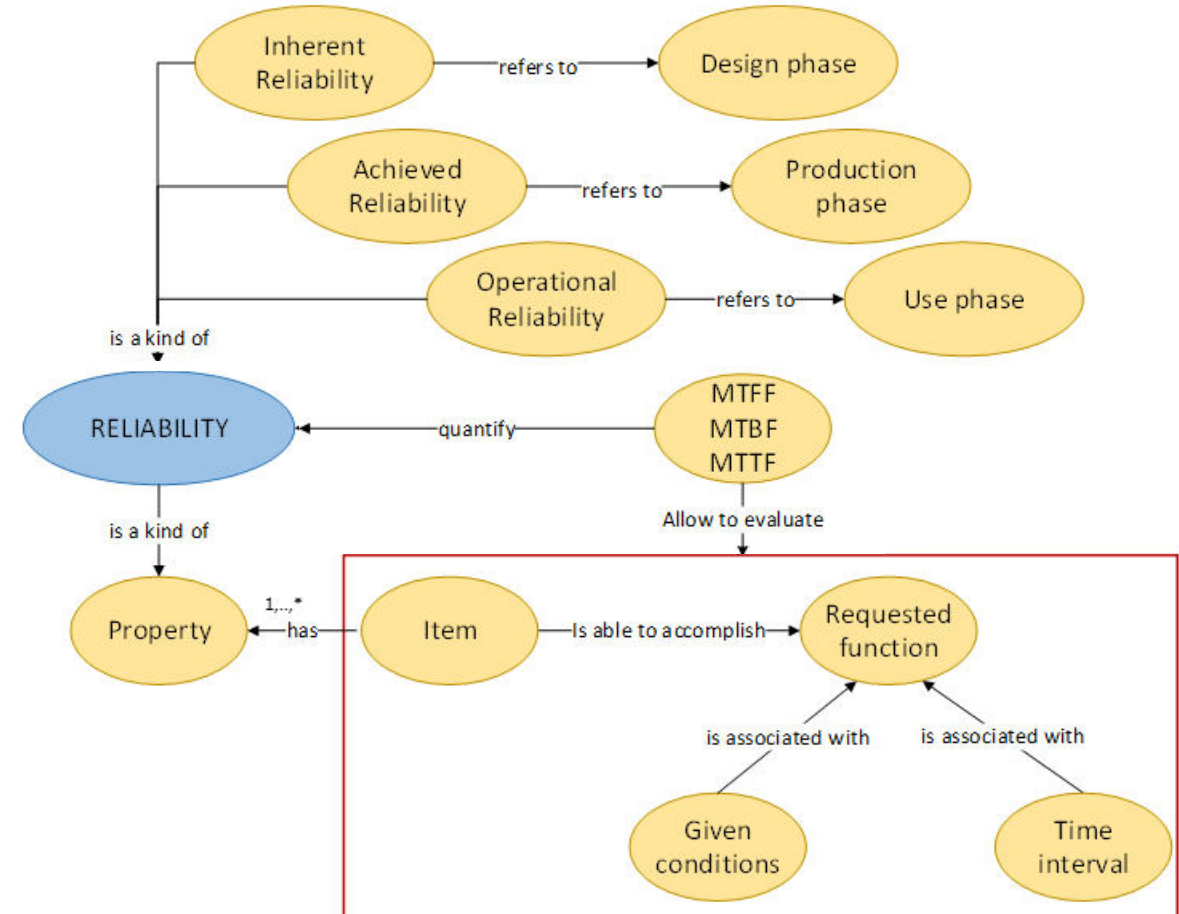 Inherent
Reliability
refers to
Design phase
Achieved
Reliability
refers to
Production
phase
Operational
Reliability
refers to
Use phase
is a kind of
RELIABILITY
quantify
MTFF
MTBF
MTTF
is a kind of
Allow to evaluate
Property
1,..,*
has
Item
Is able to accomplish
Requested
function
is associated with
is associated with
Given
conditions
Time
interval